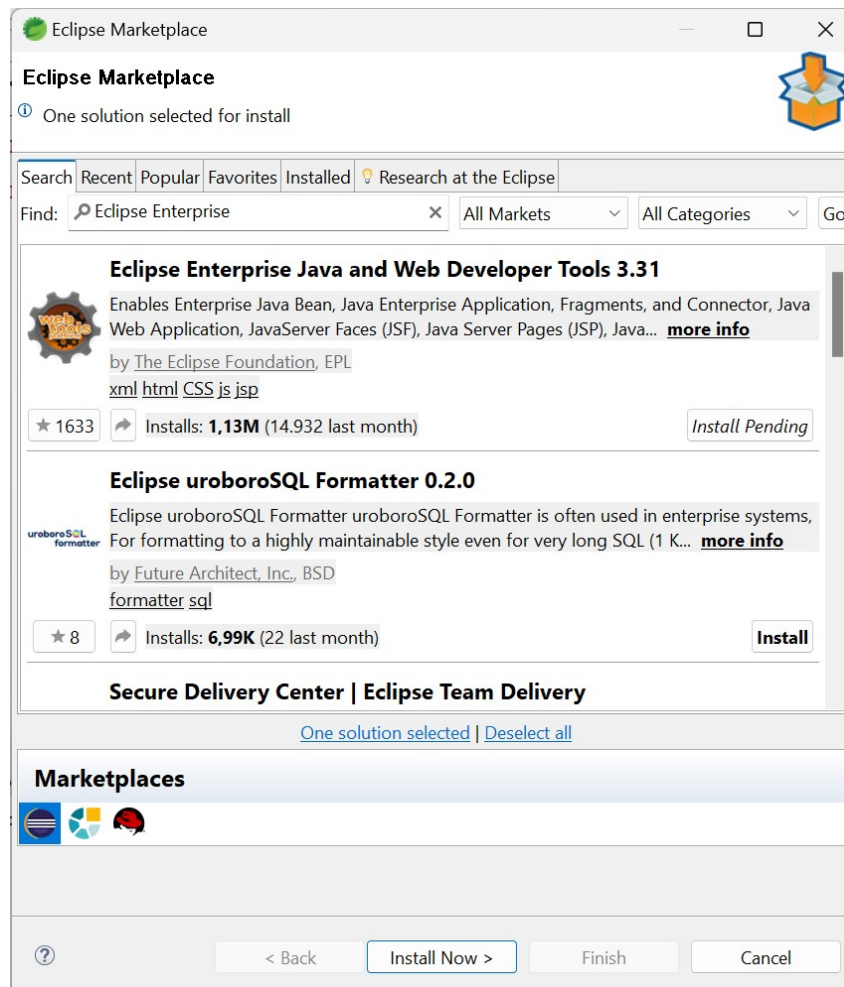 Eclipse Marketplace
Eclipse Marketplace
One solution selected for install
Search Recent Popular Favorites Installed Research at the Eclipse
Find: Eclipse Enterprise All Markets All Categories Go
Eclipse Enterprise Java and Web Developer Tools 3.31
Enables Enterprise Java Bean, Java Enterprise Application, Fragments, and Connector, Java
Web Application, JavaServer Faces (JSF), Java Server Pages (JSP), Java... more info
by The Eclipse Foundation, EPL
xml html CSS js jsp
1633 Installs: 1,13M (14.932 last month) Install Pending
Eclipse uroboroSQL Formatter 0.2.0
Eclipse uroboroSQL Formatter uroboroSQL Formatter is often used in enterprise systems,
For formatting to a highly maintainable style even for very long SQL (1 K... more info
by Future Architect, Inc., BSD
formatter sql
8 Installs: 6,99K (22 last month) Install
Secure Delivery Center | Eclipse Team Delivery
One solution selected | Deselect all
Marketplaces
< Back Install Now > Finish Cancel
web
tools
uroboroSQL
formatter